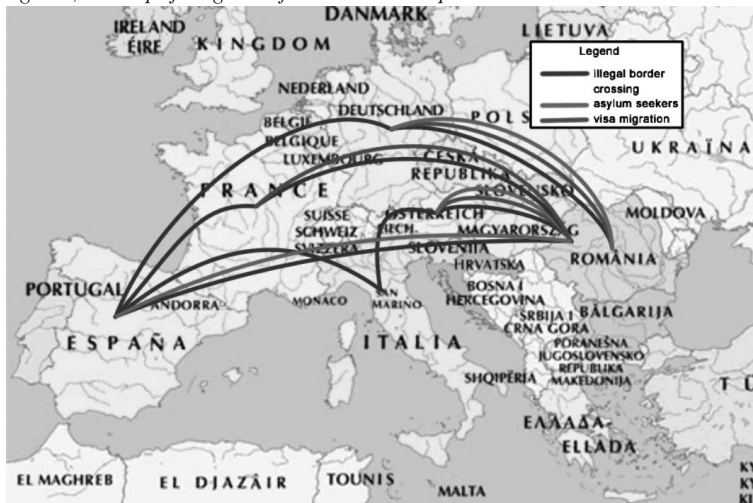 DANMARK
IRELAND
ÉIRE
KINGDOM
LIETUVA
Legend
illegal border
crossing
asylum seekers
visa migration
NEDERLAND
DEUTSCHLAND
POLS
BELGIË
BELGIQUE
LUXEMBOURG
ČESKÁ
REPUBLIKA
UKRAÏNA
SLOVENSKO
FRANCE
SUISSE
SCHWEIZ
SVIZZERA
ÖSTERREICH
LIECH.
MAGYARORSZÁG
MOLDOVA
SLOVENIJA
ROMÂNIA
HRVATSKA
PORTUGAL
ANDORRA
MONACO
SAN
MARINO
BOSNA I
HERCEGOVINA
SRBIJA I
CRNA GORA
BĂLGARIJA
ESPAÑA
ITALIA
PORANEŠNA
JUGOSLOVENSKO
REPUBLIKA
MAKEDONIJA
SHQIPËRIA
TÜ
ΕΛΛΑΔΑ-
ELLADA
EL MAGHREB
EL DJAZÂIR
TOUNIS
MALTA